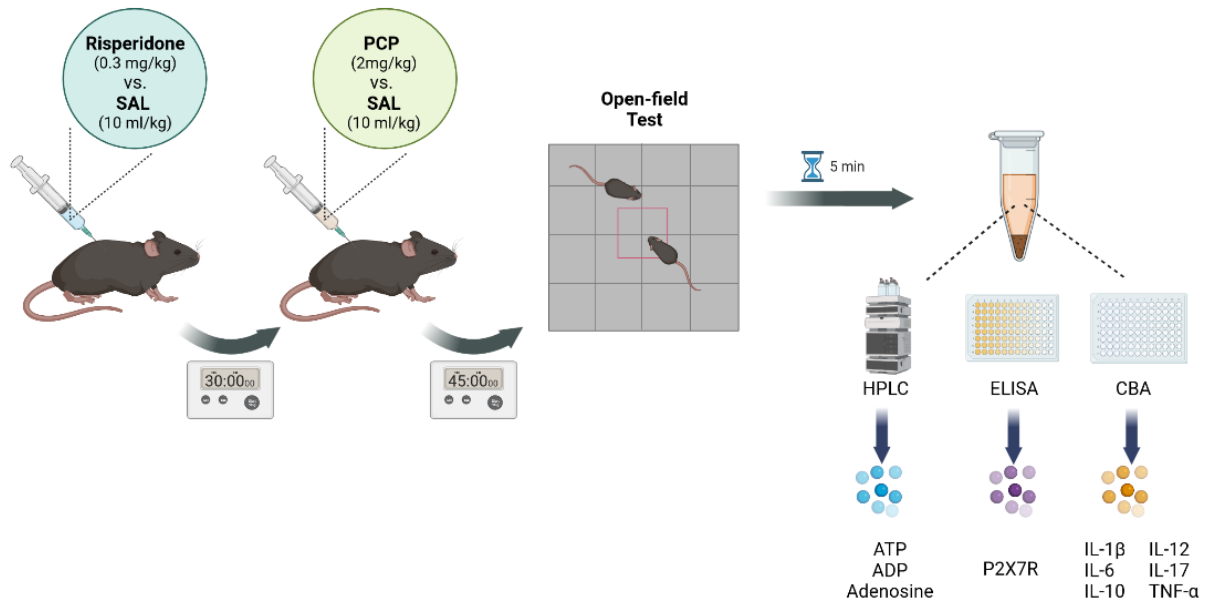 Risperidone
(0.3 mg/kg)
vs.
SAL
(10 ml/kg)
PCP
(2mg/kg)
vs.
SAL
(10 ml/kg)
30:00 00
45:00 00
Open-field
Test
5 min
HPLC
ELISA
CBA
ATP
ADP
Adenosine
P2X7R
IL-1β IL-12
IL-6 IL-17
IL-10 TNF-α